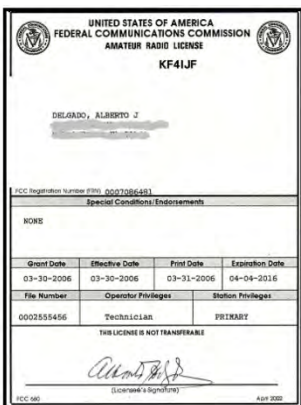 UNITED STATES OF AMERICA
FEDERAL COMMUNICATIONS COMMISSION
AMATEUR RADIO LICENSE
KF4IJF
DELGADO, ALBERTO J
FCC Registration Number (FRN) 0007086481
Special Conditions/Endorsements
NONE
Grant Date Effective Date Print Date Expiration Date
03-30-2006 03-30-2006 03-31-2006 04-04-2016
File Number Operator Privileges Station Privileges
0002555456 Technician PRIMARY
THIS LICENSE IS NOT TRANSFERABLE
(Licensee's Signature)
FCC 660 April 2002